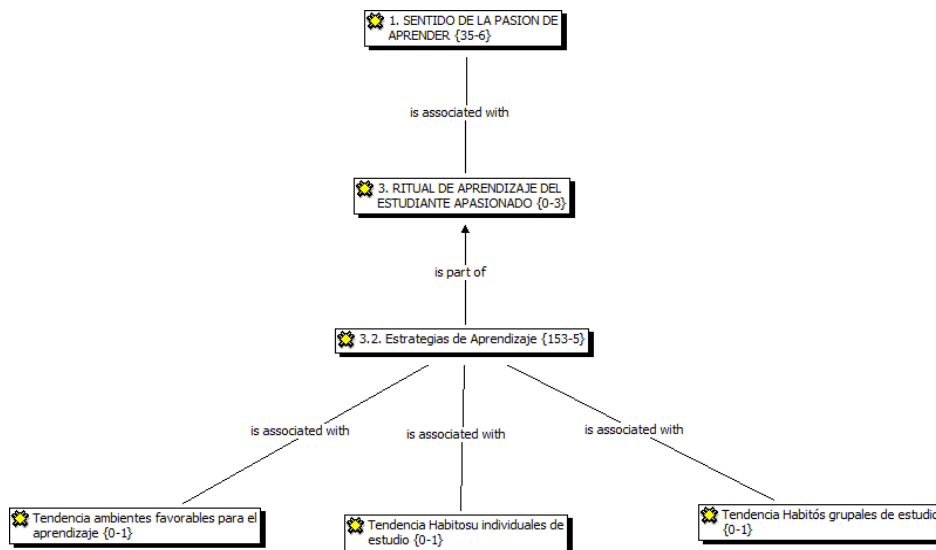 1. SENTIDO DE LA PASION DE
APRENDER {35-6}
is associated with
3. RITUAL DE APRENDIZAJE DEL
ESTUDIANTE APASIONADO {0-3}
is part of
3.2. Estrategias de Aprendizaje {153-5}
is associated with
is associated with
is associated with
Tendencia ambientes favorables para el
aprendizaje {0-1}
Tendencia Habitosu individuales de
estudio {0-1}
Tendencia Habitós grupales de estudio
{0-1}